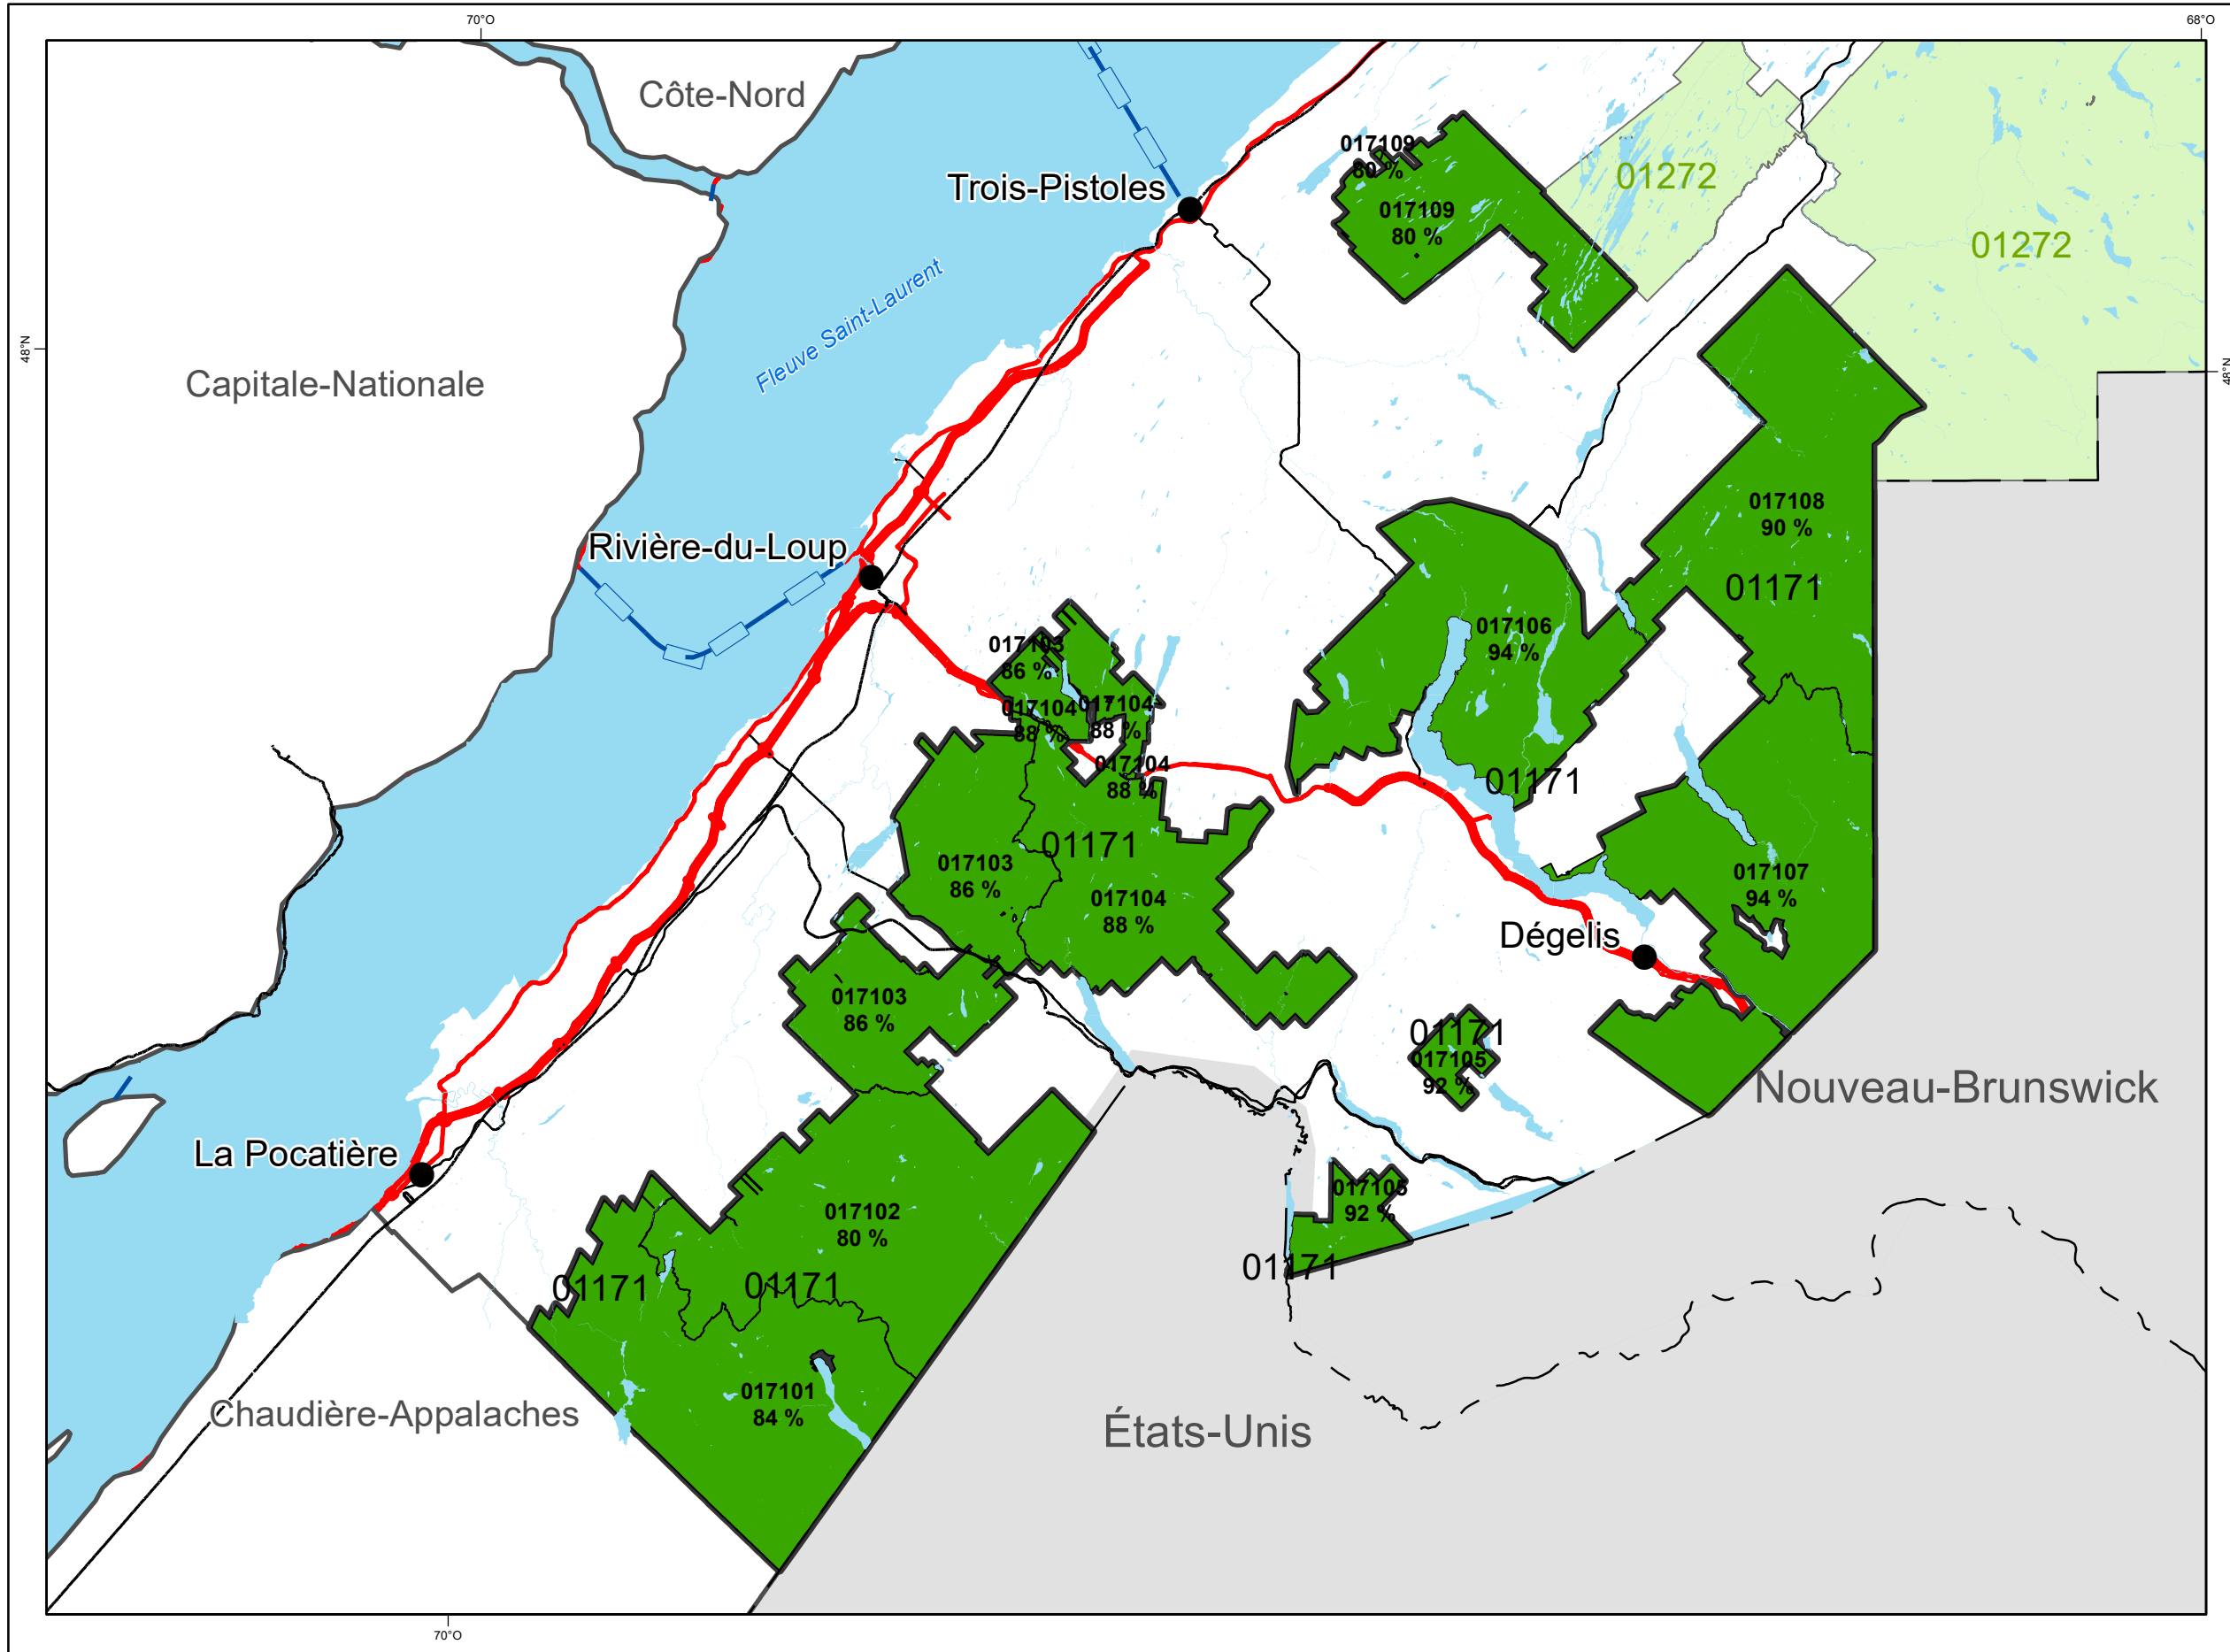 70°O
68°O
Côte-Nord
017109
80 %
01272
Trois-Pistoles
017109
80 %
01272
Fleuve Saint-Laurent
48°N
48°N
Capitale-Nationale
017108
90 %
Rivière-du-Loup
01171
017106
94 %
017103
86 %
017104
88 %
017104
88 %
017104
88 %
01171
01171
017103
86 %
017104
88 %
017107
94 %
Dégelis
017103
86 %
01171
017105
92 %
Nouveau-Brunswick
La Pocatière
017105
92 %
017102
80 %
01171
01171
01171
017101
84 %
Chaudière-Appalaches
États-Unis
70°O